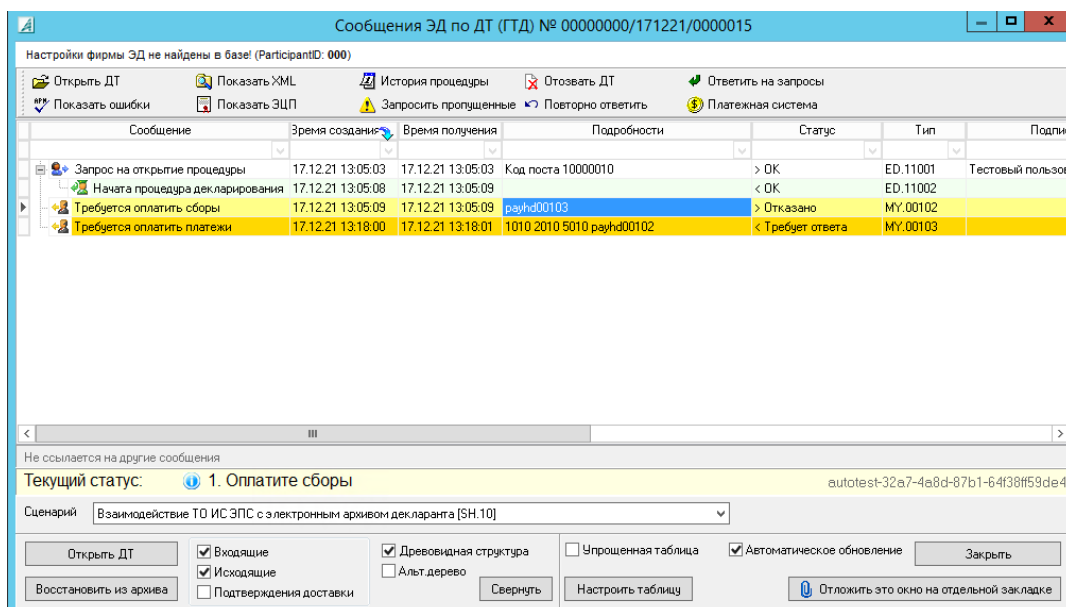 Сообщения ЭД по ДТ (ГТД) № 00000000/171221/0000015
Настройки фирмы ЭД не найдены в базе! (ParticipantID: 000)
Открыть ДТ Показать XML История процедуры Отозвать ДТ Ответить на запросы
Показать ошибки Показать ЭЦП Запросить пропущенные Повторно ответить Платежная система
Сообщение Время создания Время получения Подробности Статус Тип Подпи
Запрос на открытие процедуры 17.12.21 13:05:03 17.12.21 13:05:03 Код поста 10000010 > OK ED.11001 Тестовый пользов
Начата процедура декларирования 17.12.21 13:05:08 17.12.21 13:05:09 < OK ED.11002
Требуется оплатить сборы 17.12.21 13:05:09 17.12.21 13:05:09 payhd00103 > Отказано MY.00102
Требуется оплатить платежи 17.12.21 13:18:00 17.12.21 13:18:01 1010 2010 5010 payhd00102 < Требует ответа MY.00103
Не ссылается на другие сообщения
Текущий статус: 1. Оплатите сборы autotest-32a7-4a8d-87b1-64f38ff59de4
Сценарий Взаимодействие ТО ИС ЭПС с электронным архивом декларанта [SH.10]
Открыть ДТ Входящие Древовидная структура Упрощенная таблица Автоматическое обновление Закрыть
Исходящие Альт.дерево
Восстановить из архива Подтверждения доставки Свернуть Настроить таблицу Отложить это окно на отдельной закладке